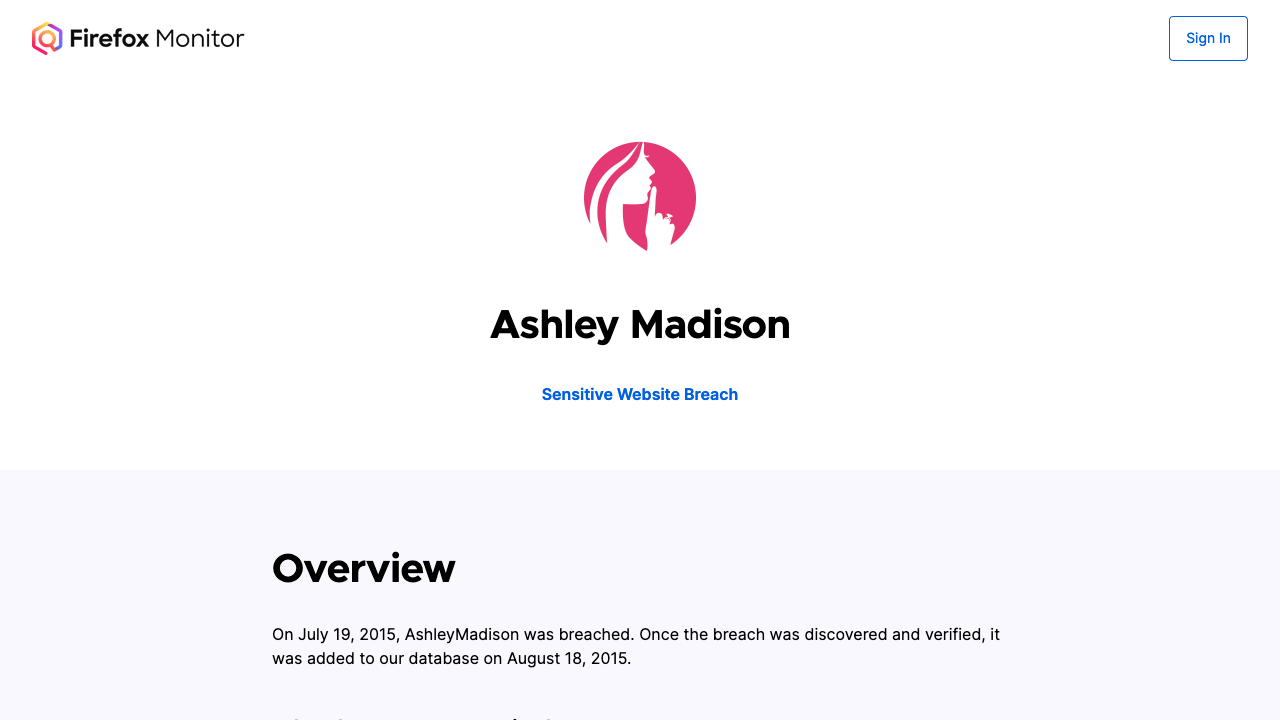 Firefox Monitor
Sign In
Ashley Madison
Sensitive Website Breach
Overview
On July 19, 2015, AshleyMadison was breached. Once the breach was discovered and verified, it
was added to our database on August 18, 2015.